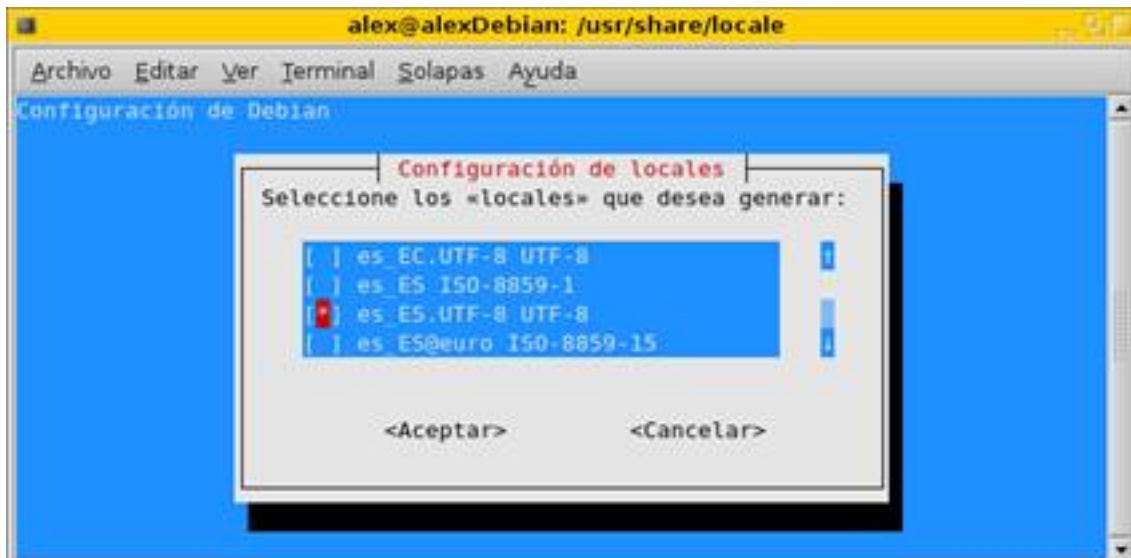 alex@alexDebian: /usr/share/locale
Archivo Editar Ver Terminal Solapas Ayuda
Configuración de Debian
Configuración de locales
Seleccione los «locales» que desea generar:
[ ] es_EC.UTF-8 UTF-8
[ ] es_ES ISO-8859-1
[*] es_ES.UTF-8 UTF-8
[ ] es_ES@euro ISO-8859-15
<Aceptar> <Cancelar>